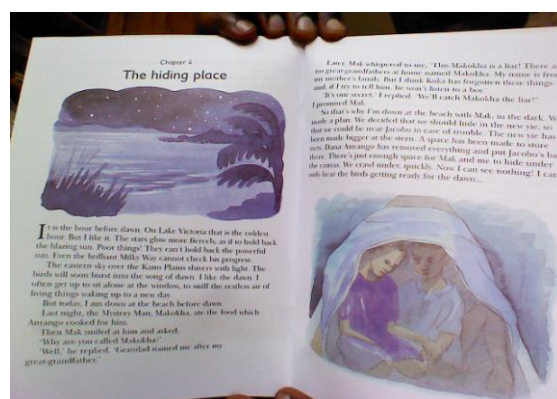 Chapter 4
The hiding place
It is the hour before dawn. On Lake Victoria that is the coldest
hour. But I like it. The stars glow more fiercely, as if to hold back
the blazing sun. Poor things! They can't hold back the powerful
sun. Even the brilliant Milky Way cannot check his progress.
The eastern sky over the Kano Plains shivers with light. The
birds will soon burst into the song of dawn. I like the dawn. I
often get up to sit alone at the window, to sniff the restless air of
living things waking up to a new day.
But today, I am down at the beach before dawn.
Last night, the Mystery Man, Makokha, ate the food which
Anyango cooked for him.
Then Mak smiled at him and asked,
'Why are you called Makokha?'
'Well,' he replied, 'Grandad named me after my
great-grandfather.'
Later, Mak whispered to me, 'This Makokha is a liar! There a
no great-grandfathers at home named Makokha. My name is from
my mother's family. But I think Kuka has forgotten these things
and, if I try to tell him, he won't listen to a boy.'
'It's our secret,' I replied. 'We'll catch Makokha the liar!'
I promised Mak.
So that's why I'm down at the beach with Mak, in the dark. W
made a plan. We decided that we should hide in the new yie, so
that we could be near Jacobo in case of trouble. The new yie has
been made bigger at the stern. A space has been made to store
nets. Dana Anyango has removed everything and put Jacobo's ba
there. There's just enough space for Mak and me to hide under
the canvas. We crawl under, quickly. Now I can see nothing! I can
only hear the birds getting ready for the dawn...